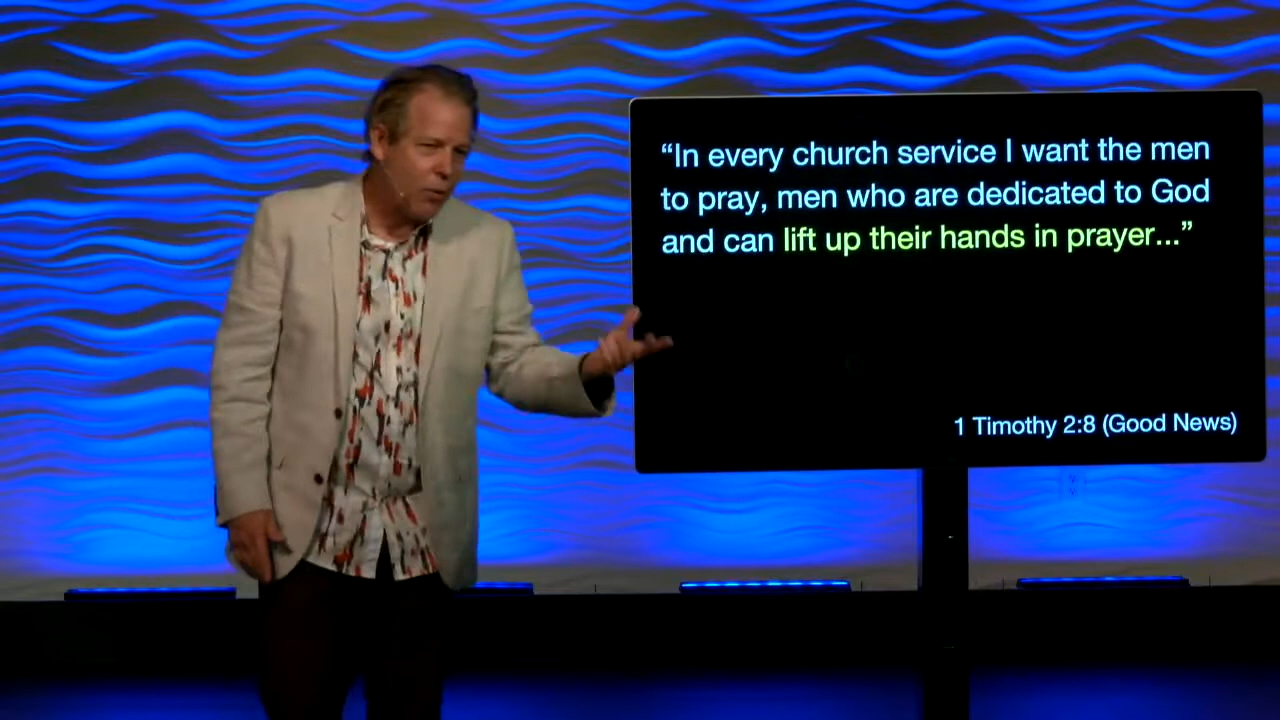 “In every church service I want the men
to pray, men who are dedicated to God
and can lift up their hands in prayer...”
1 Timothy 2:8 (Good News)